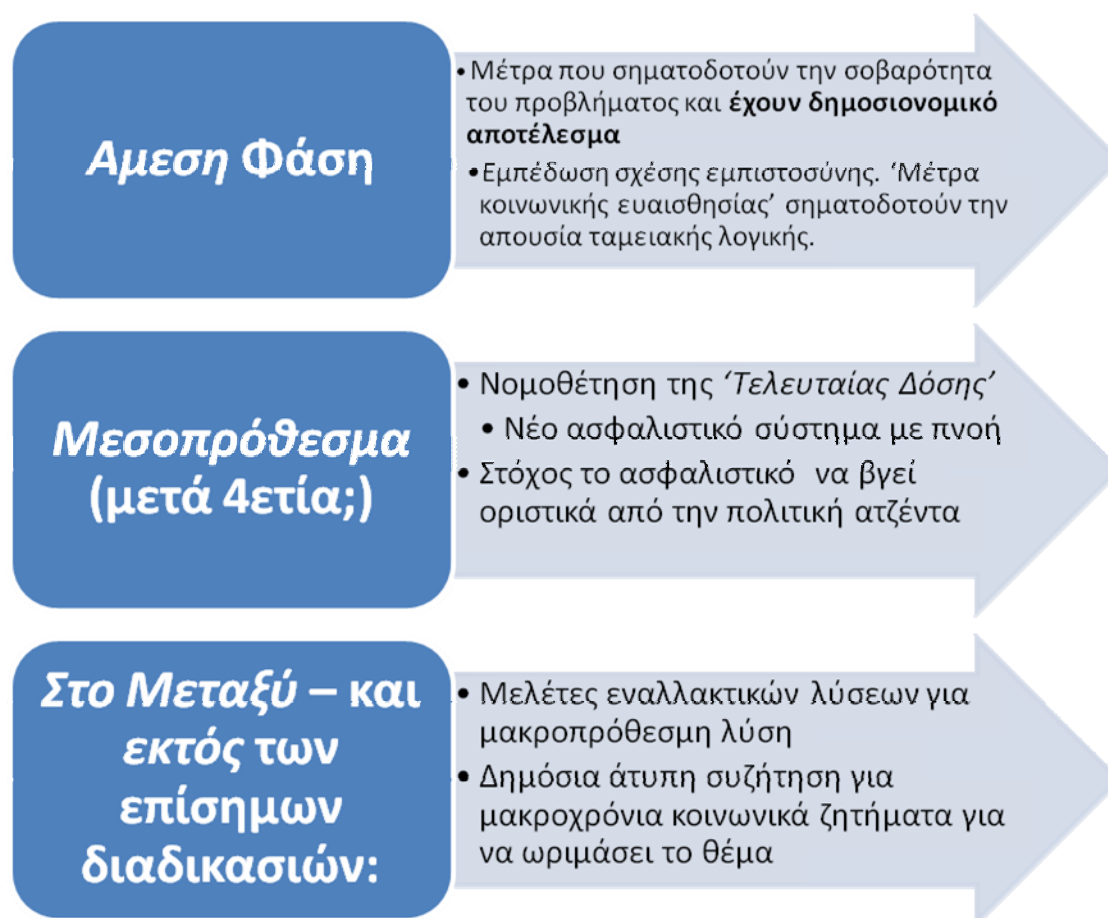 Αμεση Φάση
• Μέτρα που σηματοδοτούν την σοβαρότητα
του προβλήματος και έχουν δημοσιονομικό
αποτέλεσμα
• Εμπέδωση σχέσης εμπιστοσύνης. ‘Μέτρα
κοινωνικής ευαισθησίας’ σηματοδοτούν την
απουσία ταμειακής λογικής.
Μεσοπρόθεσμα
(μετά 4ετία;)
• Νομοθέτηση της ‘Τελευταίας Δόσης’
• Νέο ασφαλιστικό σύστημα με πνοή
• Στόχος το ασφαλιστικό να βγεί
οριστικά από την πολιτική ατζέντα
Στο Μεταξύ – και
εκτός των
επίσημων
διαδικασιών:
• Μελέτες εναλλακτικών λύσεων για
μακροπρόθεσμη λύση
• Δημόσια άτυπη συζήτηση για
μακροχρόνια κοινωνικά ζητήματα για
να ωριμάσει το θέμα